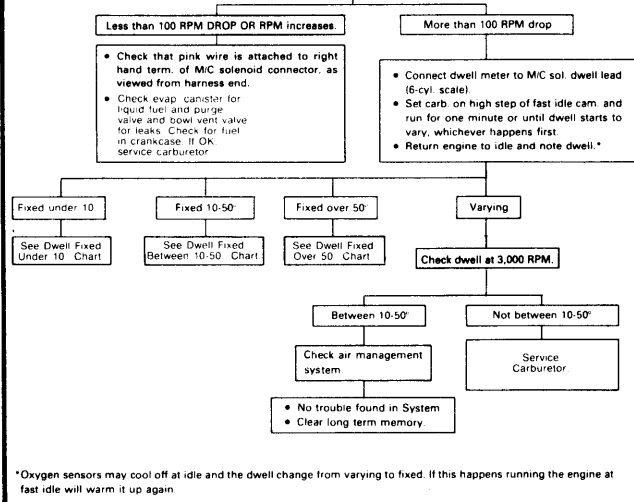 Less than 100 RPM DROP OR RPM increases.
More than 100 RPM drop
• Check that pink wire is attached to right
hand term. of M/C solenoid connector, as
viewed from harness end.
• Check evap canister for
liquid fuel and purge
valve and bowl vent valve
for leaks. Check for fuel
in crankcase. If OK
service carburetor
• Connect dwell meter to M/C sol. dwell lead
(6-cyl. scale).
• Set carb. on high step of fast idle cam. and
run for one minute or until dwell starts to
vary, whichever happens first.
• Return engine to idle and note dwell.*
Fixed under 10
Fixed 10-50°
Fixed over 50°
Varying
See Dwell Fixed
Under 10 Chart
See Dwell Fixed
Between 10-50 Chart
See Dwell Fixed
Over 50 Chart
Check dwell at 3,000 RPM.
Between 10-50°
Not between 10-50°
Check air management
system.
Service
Carburetor
• No trouble found in System
• Clear long term memory.
*Oxygen sensors may cool off at idle and the dwell change from varying to fixed. If this happens running the engine at
fast idle will warm it up again.